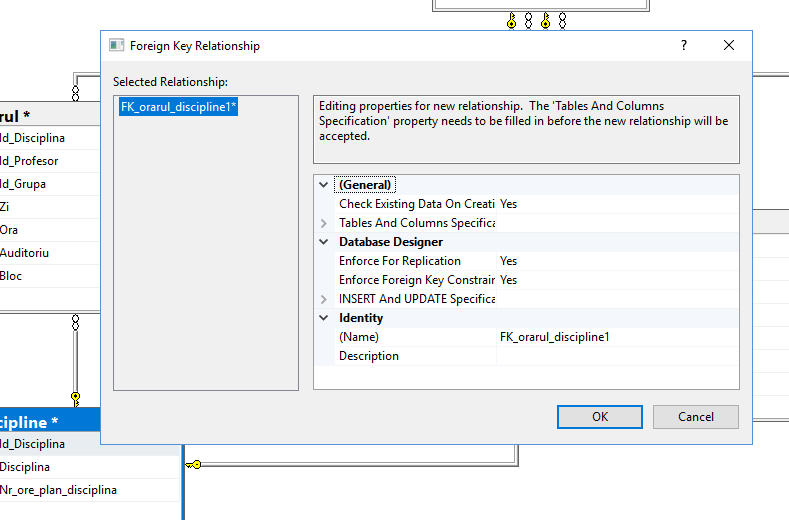 Foreign Key Relationship
?
Selected Relationship:
FK_orarul_discipline1*
Editing properties for new relationship. The 'Tables And Columns
Specification' property needs to be filled in before the new relationship will be
accepted.
(General)
Check Existing Data On Creati Yes
Tables And Columns Specifica
Database Designer
Enforce For Replication Yes
Enforce Foreign Key Constrain Yes
INSERT And UPDATE Specifica
Identity
(Name) FK_orarul_discipline1
Description
OK Cancel
rul *
Id_Disciplina
Id_Profesor
Id_Grupa
Zi
Ora
Auditoriu
Bloc
cipline *
Id_Disciplina
Disciplina
Nr_ore_plan_disciplina